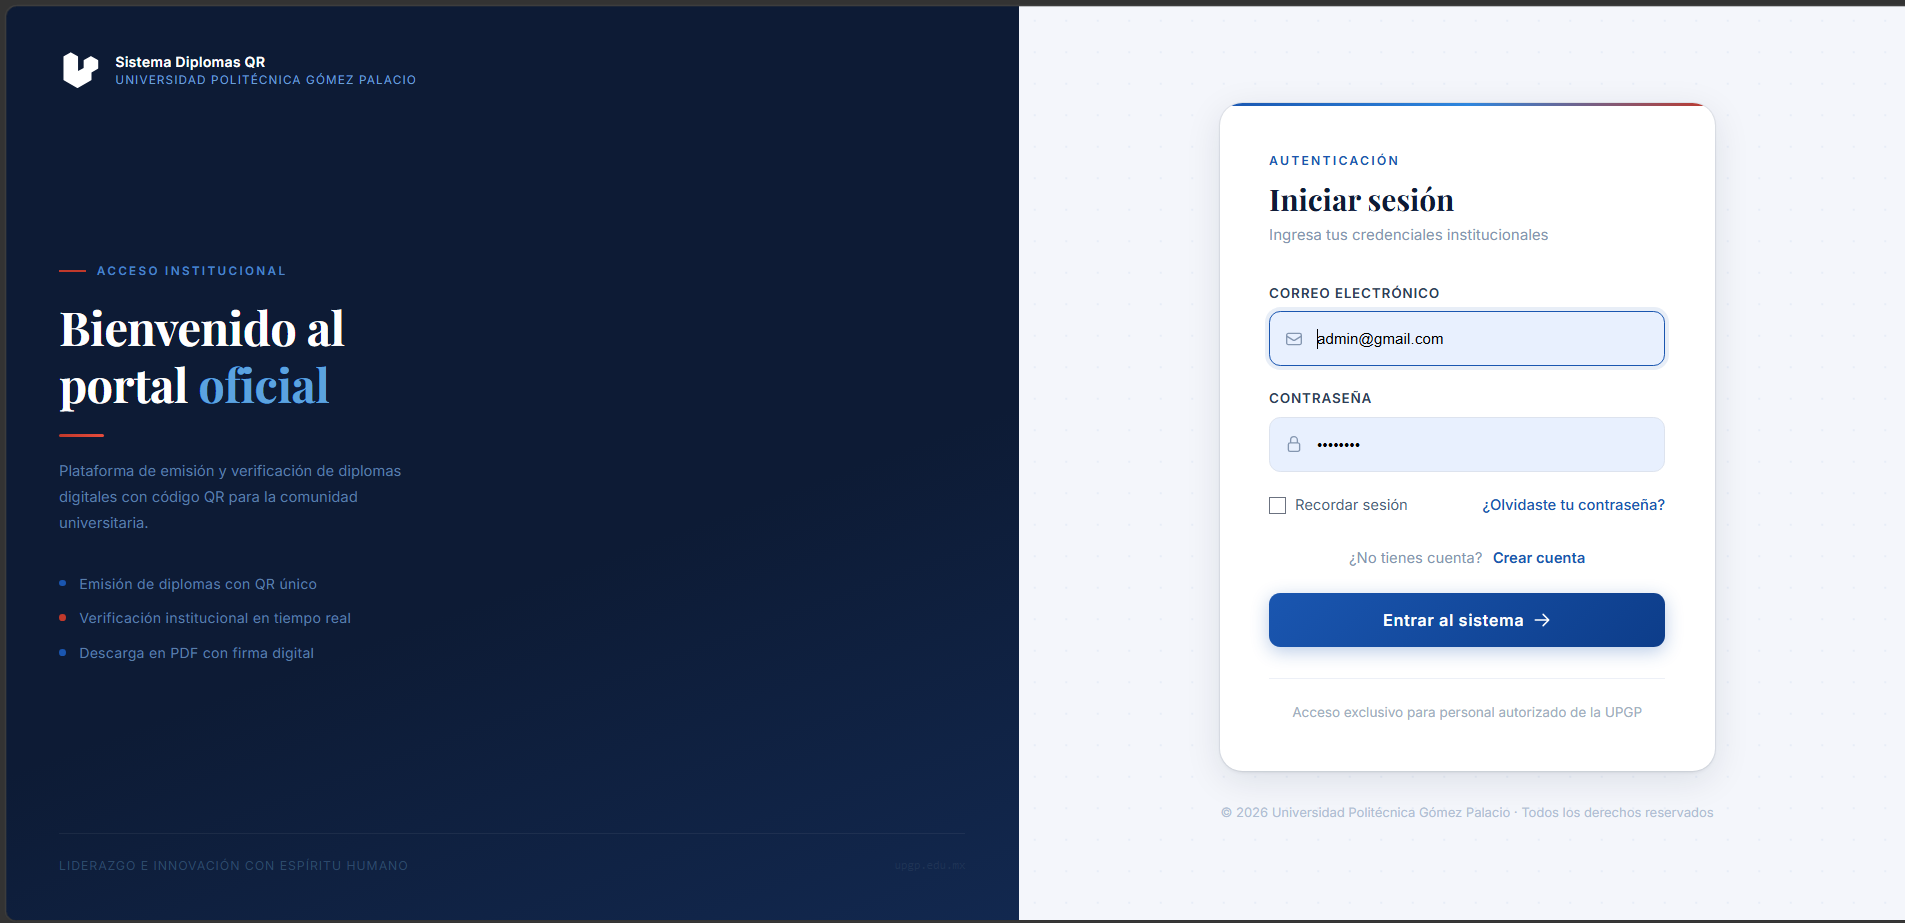 Sistema Diplomas QR
UNIVERSIDAD POLITÉCNICA GÓMEZ PALACIO
ACCESO INSTITUCIONAL
Bienvenido al
portal oficial
Plataforma de emisión y verificación de diplomas
digitales con código QR para la comunidad
universitaria.
Emisión de diplomas con QR único
Verificación institucional en tiempo real
Descarga en PDF con firma digital
LIDERAZGO E INNOVACIÓN CON ESPÍRITU HUMANO
upgp.edu.mx
AUTENTICACIÓN
Iniciar sesión
Ingresa tus credenciales institucionales
CORREO ELECTRÓNICO
admin@gmail.com
CONTRASEÑA
••••••••
Recordar sesión
¿Olvidaste tu contraseña?
¿No tienes cuenta? Crear cuenta
Entrar al sistema →
Acceso exclusivo para personal autorizado de la UPGP
© 2026 Universidad Politécnica Gómez Palacio · Todos los derechos reservados